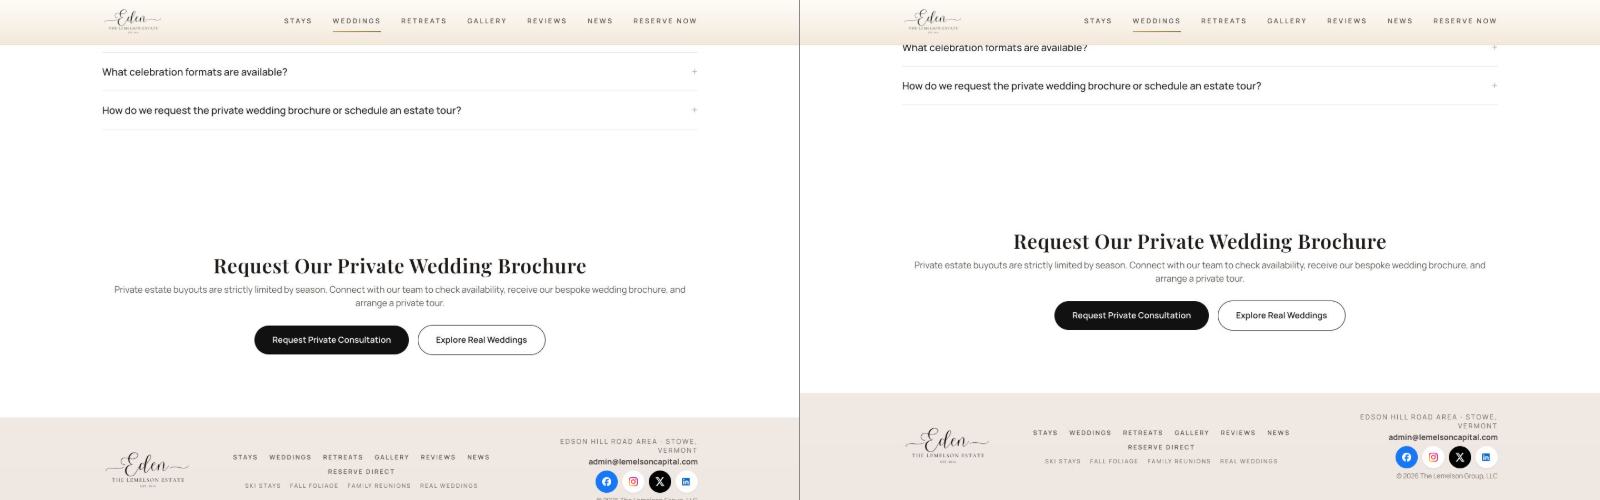 Eden
THE LEMELSON ESTATE
STAYS WEDDINGS RETREATS GALLERY REVIEWS NEWS RESERVE NOW
What celebration formats are available? +
How do we request the private wedding brochure or schedule an estate tour? +
Request Our Private Wedding Brochure
Private estate buyouts are strictly limited by season. Connect with our team to check availability, receive our bespoke wedding brochure, and
arrange a private tour.
Request Private Consultation Explore Real Weddings
EDSON HILL ROAD AREA · STOWE,
VERMONT
admin@lemelsoncapital.com
Eden
THE LEMELSON ESTATE
STAYS WEDDINGS RETREATS GALLERY REVIEWS NEWS
RESERVE DIRECT
SKI STAYS FALL FOLIAGE FAMILY REUNIONS REAL WEDDINGS
© 2026 The Lemelson Group, LLC
Eden
THE LEMELSON ESTATE
STAYS WEDDINGS RETREATS GALLERY REVIEWS NEWS RESERVE NOW
What celebration formats are available? +
How do we request the private wedding brochure or schedule an estate tour? +
Request Our Private Wedding Brochure
Private estate buyouts are strictly limited by season. Connect with our team to check availability, receive our bespoke wedding brochure, and
arrange a private tour.
Request Private Consultation Explore Real Weddings
EDSON HILL ROAD AREA · STOWE,
VERMONT
admin@lemelsoncapital.com
Eden
THE LEMELSON ESTATE
STAYS WEDDINGS RETREATS GALLERY REVIEWS NEWS
RESERVE DIRECT
SKI STAYS FALL FOLIAGE FAMILY REUNIONS REAL WEDDINGS
© 2026 The Lemelson Group, LLC